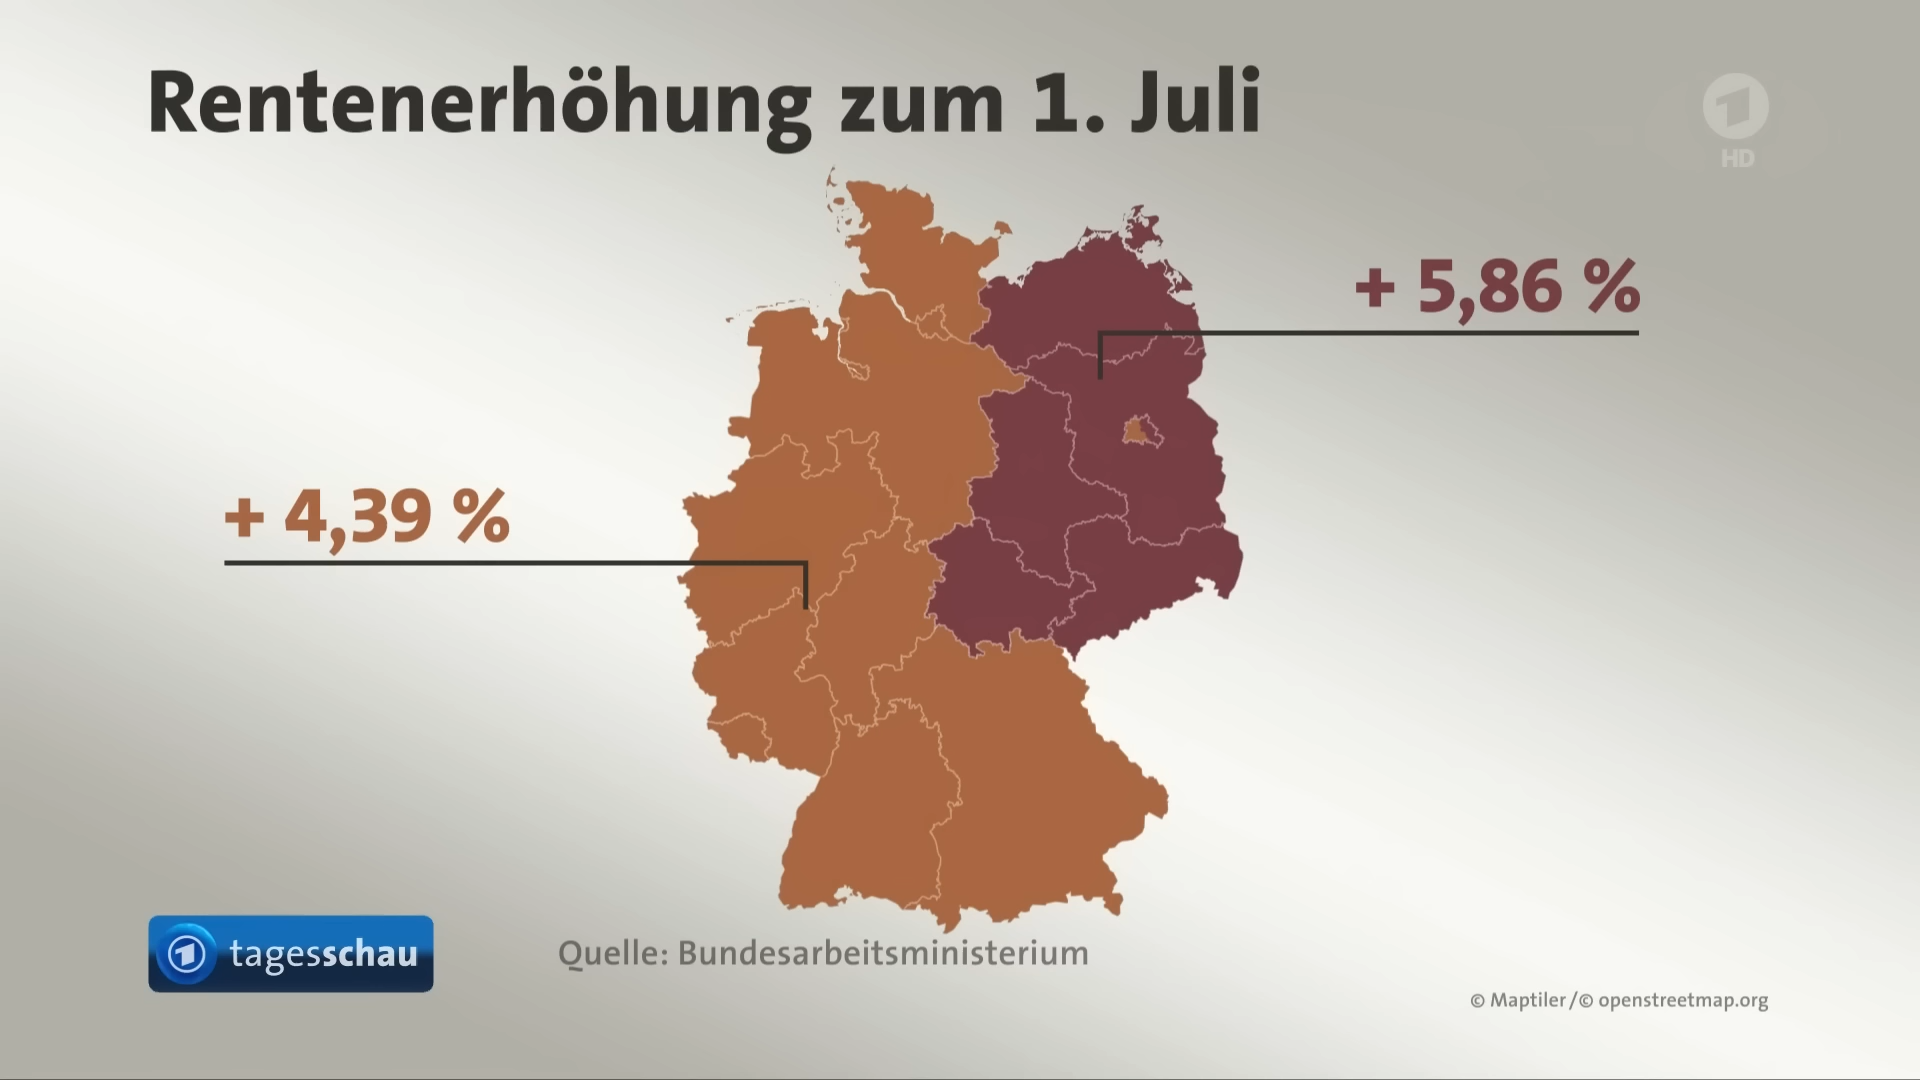 Rentenerhöhung zum 1. Juli
HD
+ 5,86 %
+ 4,39 %
tagesschau
Quelle: Bundesarbeitsministerium
© Maptiler/© openstreetmap.org